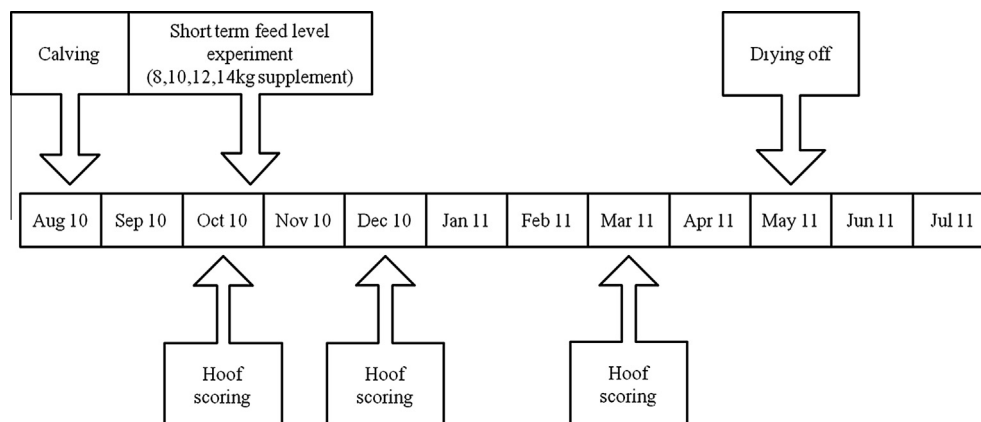 Calving
Short term feed level
experiment
(8,10,12,14kg supplement)
Drying off
Aug 10 Sep 10 Oct 10 Nov 10 Dec 10 Jan 11 Feb 11 Mar 11 Apr 11 May 11 Jun 11 Jul 11
Hoof
scoring
Hoof
scoring
Hoof
scoring